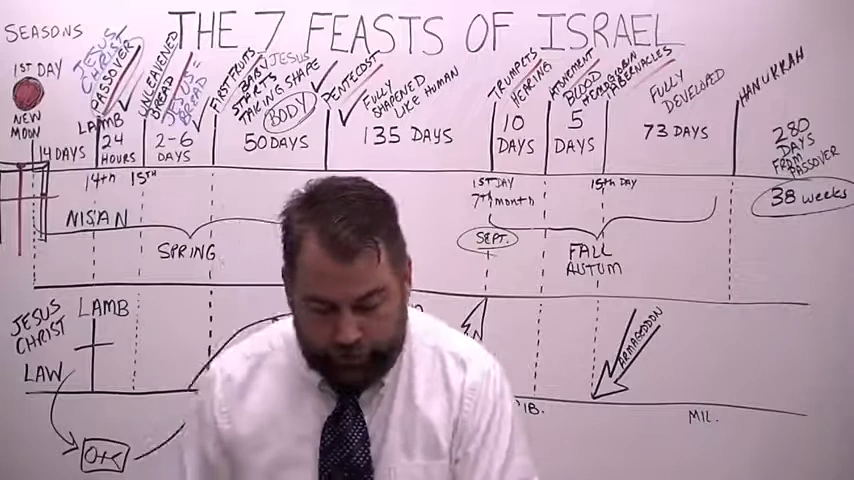 THE 7 FEASTS OF ISRAEL
SEASONS
1ST DAY
NEW
MOON
14 DAYS
JESUS
CHRIST
PASSOVER
LAMB
24
HOURS
UNLEAVENED
BREAD
JESUS =
BREAD
2-6
DAYS
FIRST FRUITS
BABY JESUS
STARTS
TAKING SHAPE
BODY
50 DAYS
PENTECOST
FULLY
SHAPENED
LIKE HUMAN
135 DAYS
TRUMPETS
HEARING
10
DAYS
ATONEMENT
BLOOD
HEMOGLOBIN
5
DAYS
TABERNACLES
FULLY
DEVELOPED
73 DAYS
HANUKKAH
280
DAYS
FROM
PASSOVER
38 weeks
14th
15TH
NISAN
SPRING
1ST DAY
7th month
SEPT.
15th DAY
FALL
AUTUM
JESUS
CHRIST
LAMB
LAW
ARMAGEDDON
MIL.